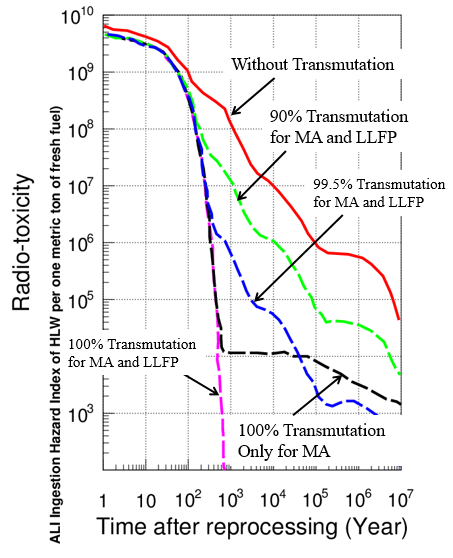 10¹⁰
10⁹
10⁸
10⁷
10⁶
10⁵
10³
Radio-toxicity
ALI Ingestion Hazard Index of HLW per one metric ton of fresh fuel)
Without Transmutation
90% Transmutation
for MA and LLFP
99.5% Transmutation
for MA and LLFP
100% Transmutation
for MA and LLFP
100% Transmutation
Only for MA
1 10 10² 10³ 10⁴ 10⁵ 10⁶ 10⁷
Time after reprocessing (Year)